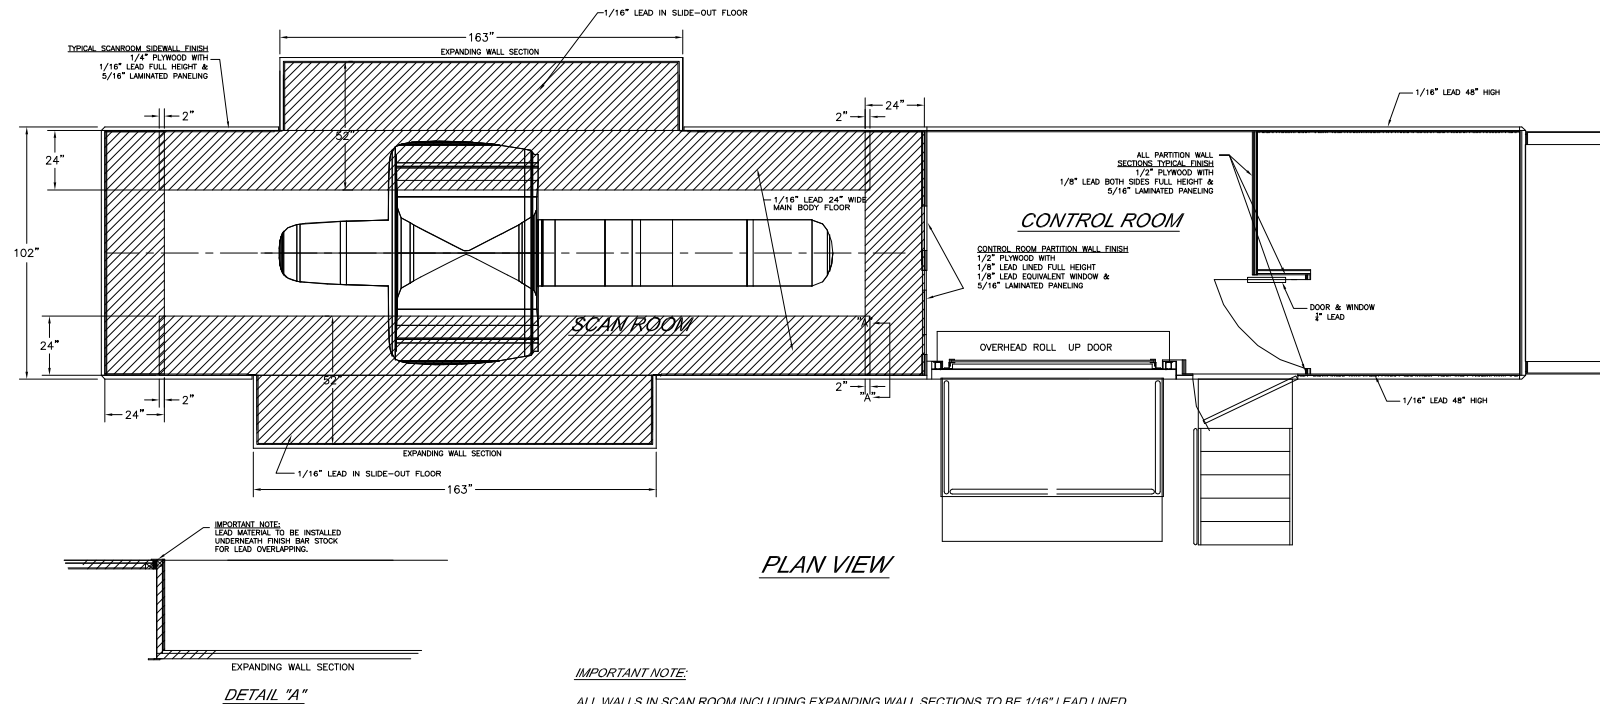 1/16" LEAD IN SLIDE-OUT FLOOR
163"
EXPANDING WALL SECTION
TYPICAL SCANROOM SIDEWALL FINISH
1/4" PLYWOOD WITH
1/16" LEAD FULL HEIGHT &
5/16" LAMINATED PANELING
2"
24"
52"
102"
24"
2"
24"
52"
1/16" LEAD 24" WIDE
MAIN BODY FLOOR
SCAN ROOM
24"
2"
"A"
2"
"A"
1/16" LEAD 48" HIGH
ALL PARTITION WALL
SECTIONS TYPICAL FINISH
1/2" PLYWOOD WITH
1/8" LEAD BOTH SIDES FULL HEIGHT &
5/16" LAMINATED PANELING
CONTROL ROOM
CONTROL ROOM PARTITION WALL FINISH
1/2" PLYWOOD WITH
1/8" LEAD LINED FULL HEIGHT
1/8" LEAD EQUIVALENT WINDOW &
5/16" LAMINATED PANELING
DOOR & WINDOW
LEAD
OVERHEAD ROLL UP DOOR
1/16" LEAD 48" HIGH
EXPANDING WALL SECTION
1/16" LEAD IN SLIDE-OUT FLOOR
163"
IMPORTANT NOTE:
LEAD MATERIAL TO BE INSTALLED
UNDERNEATH FINISH BAR STOCK
FOR LEAD OVERLAPPING.
PLAN VIEW
EXPANDING WALL SECTION
DETAIL "A"
IMPORTANT NOTE:
ALL WALLS IN SCAN ROOM INCLUDING EXPANDING WALL SECTIONS TO BE 1/16" LEAD LINED